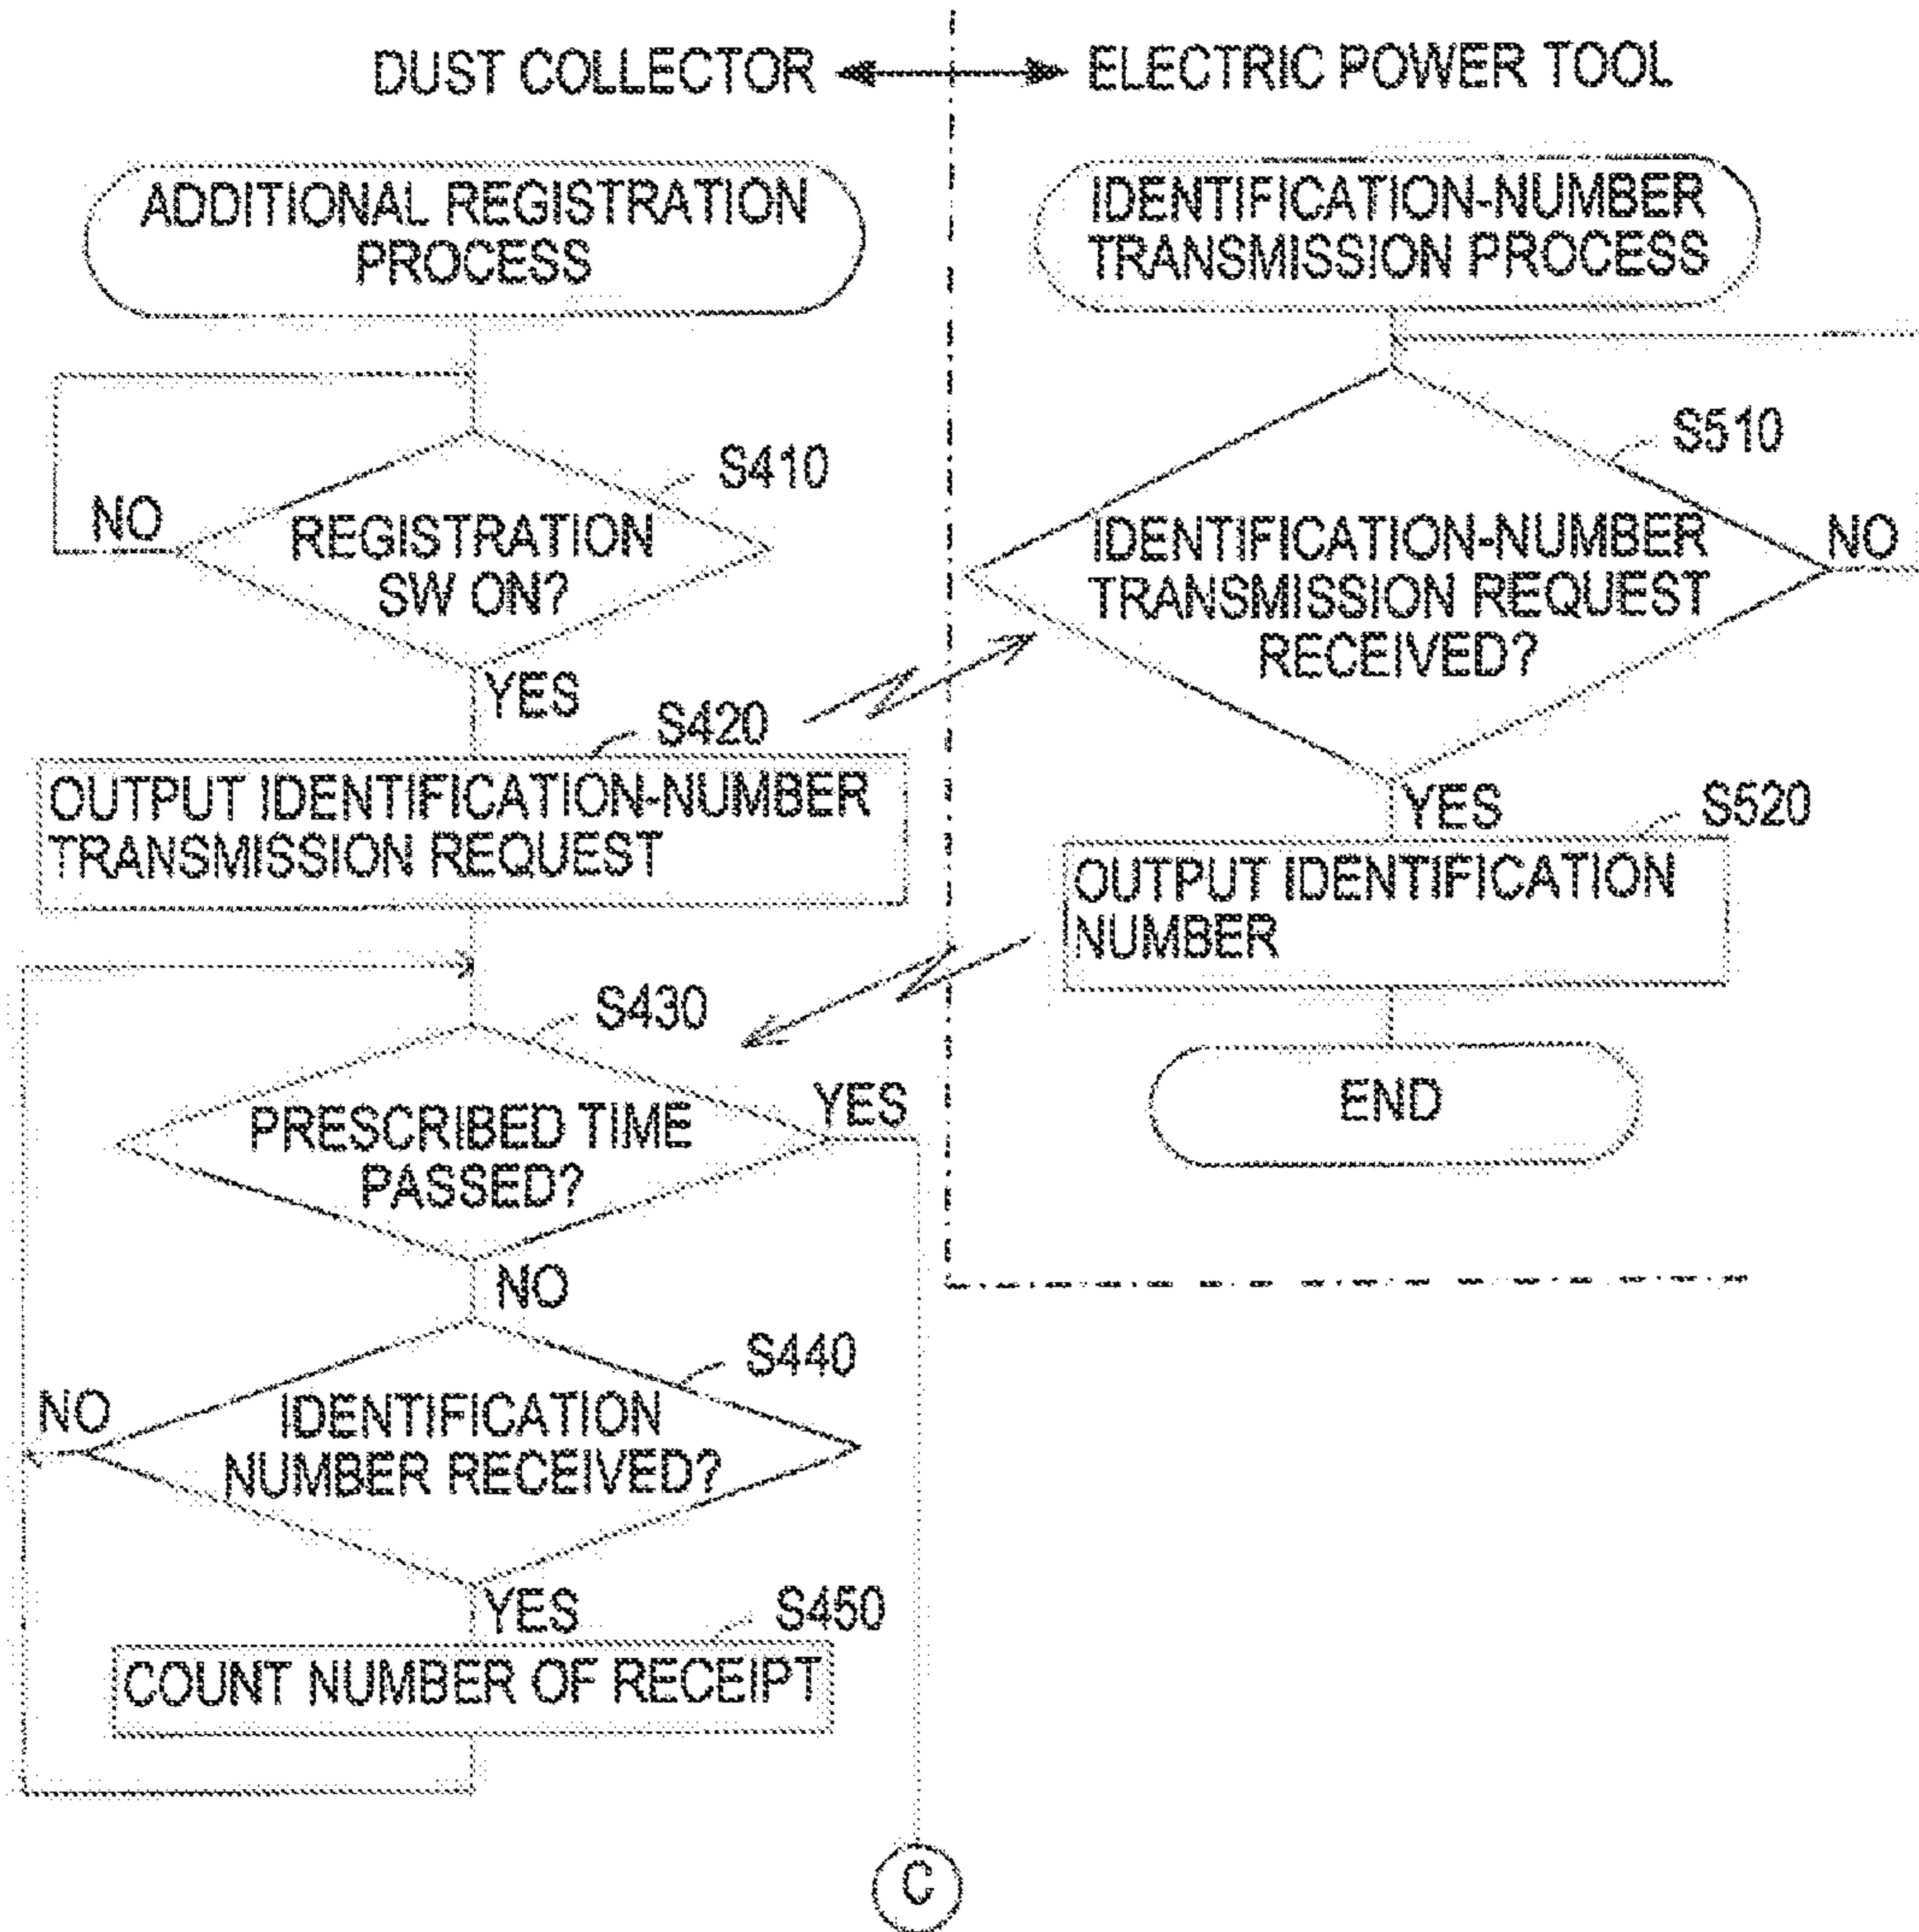 DUST COLLECTOR
ELECTRIC POWER TOOL
ADDITIONAL REGISTRATION
PROCESS
S410
NO
REGISTRATION
SW ON?
YES
S420
OUTPUT IDENTIFICATION-NUMBER
TRANSMISSION REQUEST
S430
PRESCRIBED TIME
PASSED?
YES
NO
S440
NO
IDENTIFICATION
NUMBER RECEIVED?
YES
S450
COUNT NUMBER OF RECEIPT
C
IDENTIFICATION-NUMBER
TRANSMISSION PROCESS
S510
IDENTIFICATION-NUMBER
TRANSMISSION REQUEST
RECEIVED?
NO
YES
S520
OUTPUT IDENTIFICATION
NUMBER
END